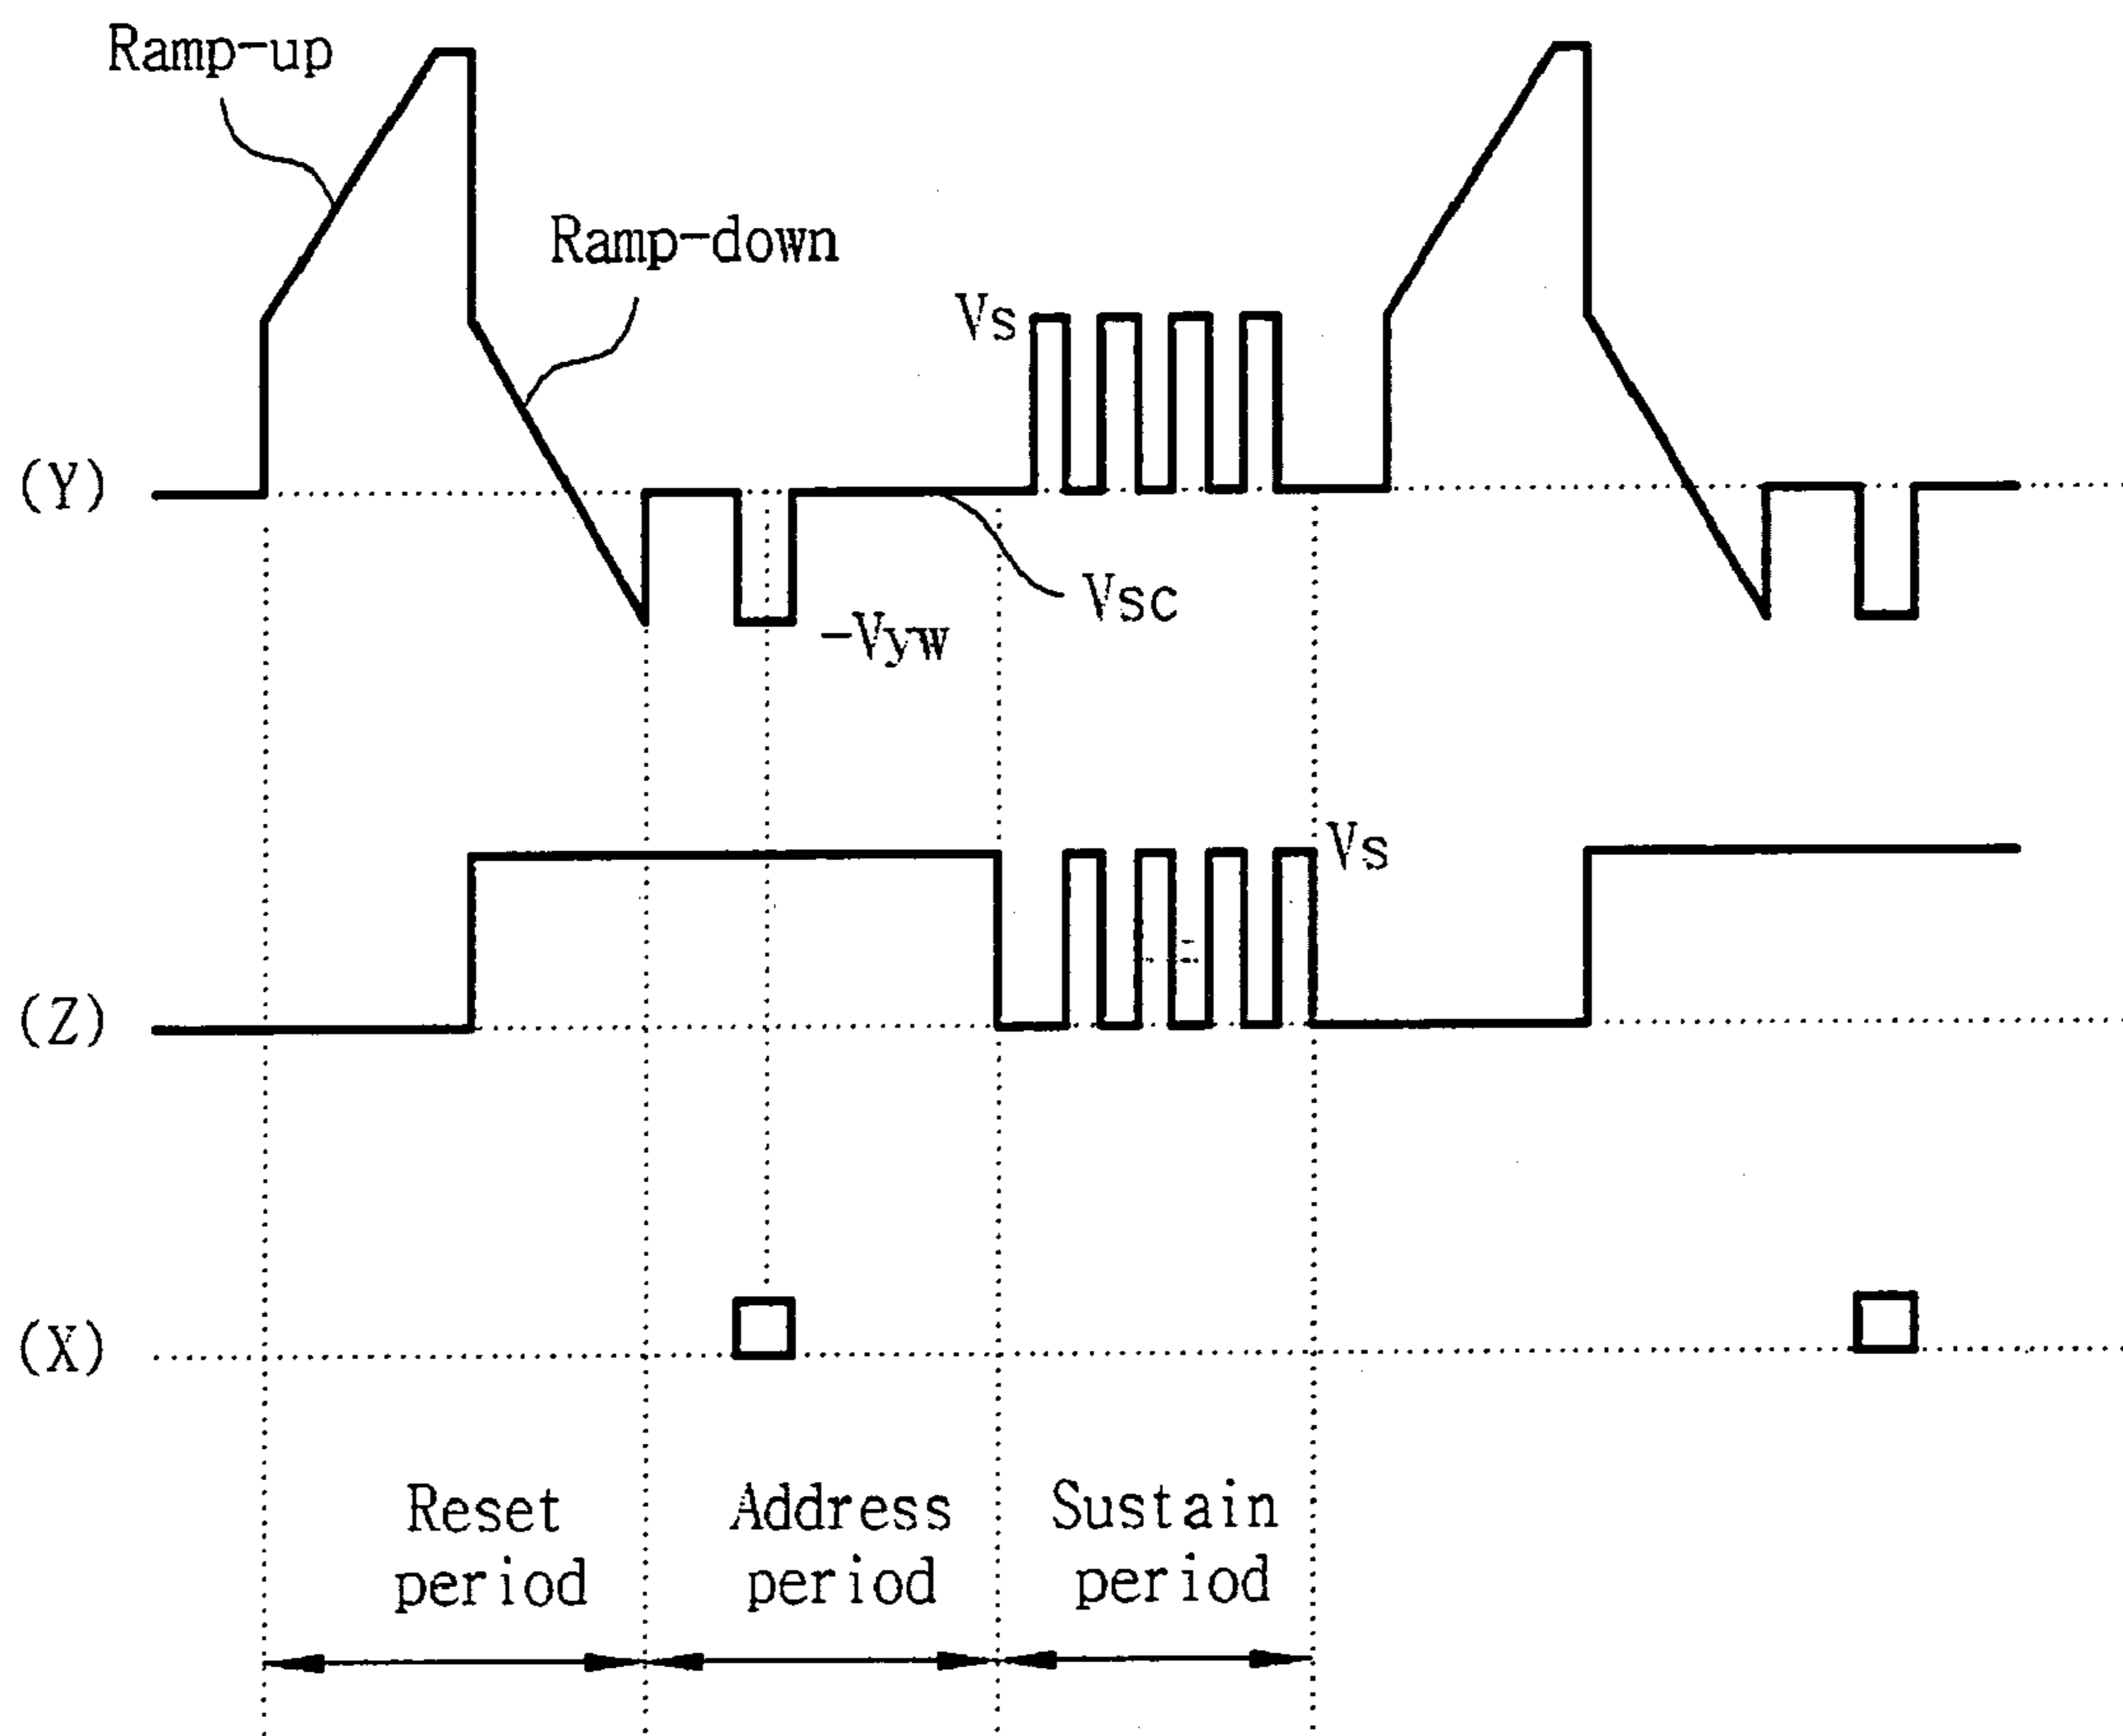 Ramp-up
Ramp-down
Vs
(Y)
Vsc
-Vyw
Vs
(Z)
(X)
Reset period
Address period
Sustain period